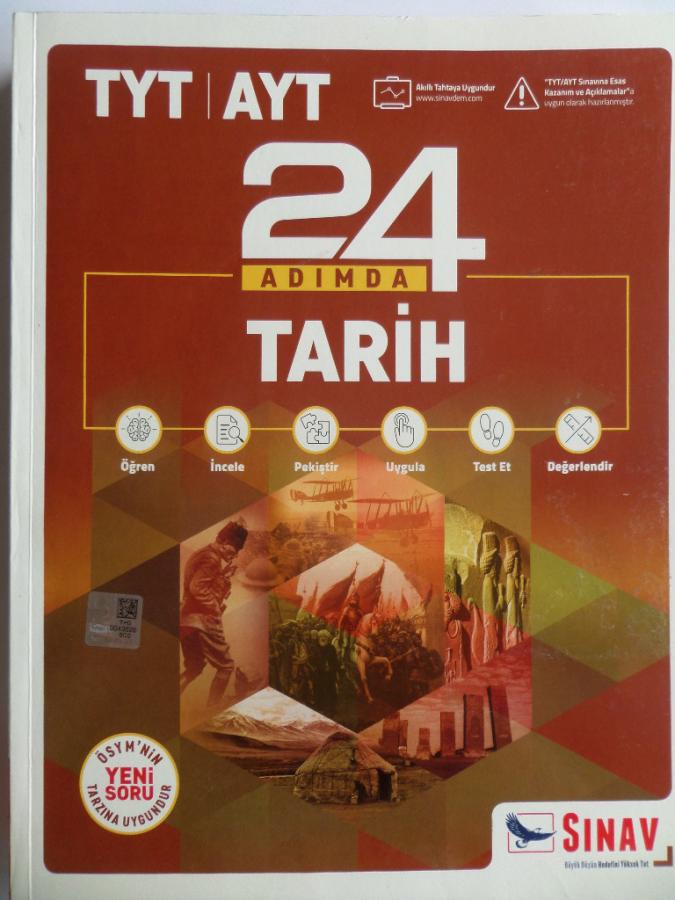 TYT | AYT
Akıllı Tahtaya Uygundur
www.sinavdem.com
"TYT/AYT Sınavına Esas
Kazanım ve Açıklamalar"a
uygun olarak hazırlanmıştır.
24
ADIMDA
TARİH
Öğren
İncele
Pekiştir
Uygula
Test Et
Değerlendir
ÖSYM'NİN
YENİ
SORU
TARZINA UYGUNDUR
SINAV
Büyük Düşün Hedefini Yüksek Tut